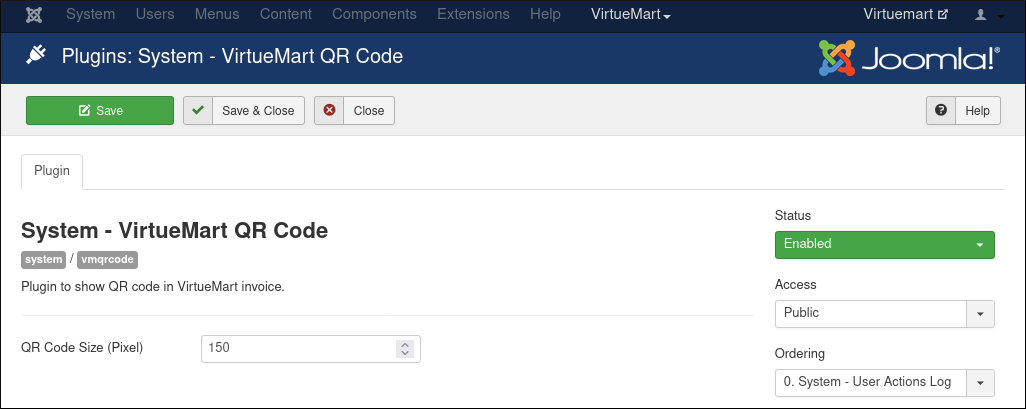 System Users Menus Content Components Extensions Help VirtueMart Virtuemart
Plugins: System - VirtueMart QR Code Joomla!®
Save Save & Close Close Help
Plugin
System - VirtueMart QR Code
system / vmqrcode
Plugin to show QR code in VirtueMart invoice.
QR Code Size (Pixel) 150
Status
Enabled
Access
Public
Ordering
0. System - User Actions Log